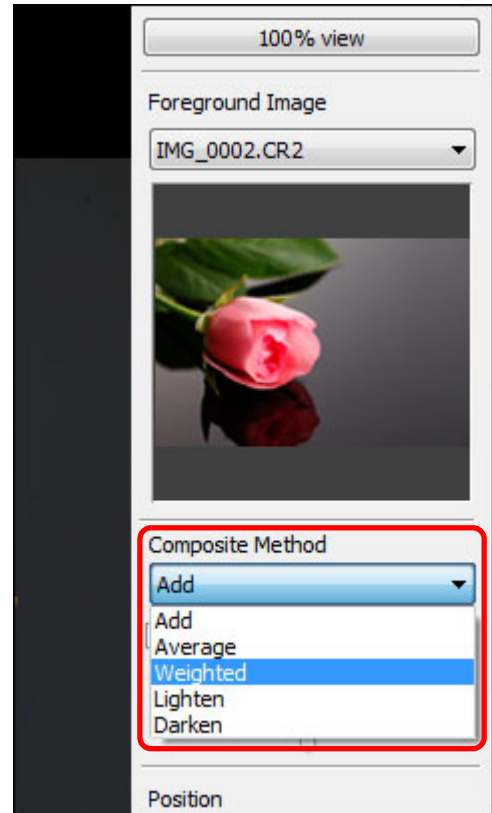 100% view
Foreground Image
IMG_0002.CR2
Composite Method
Add
Add
Average
Weighted
Lighten
Darken
Position